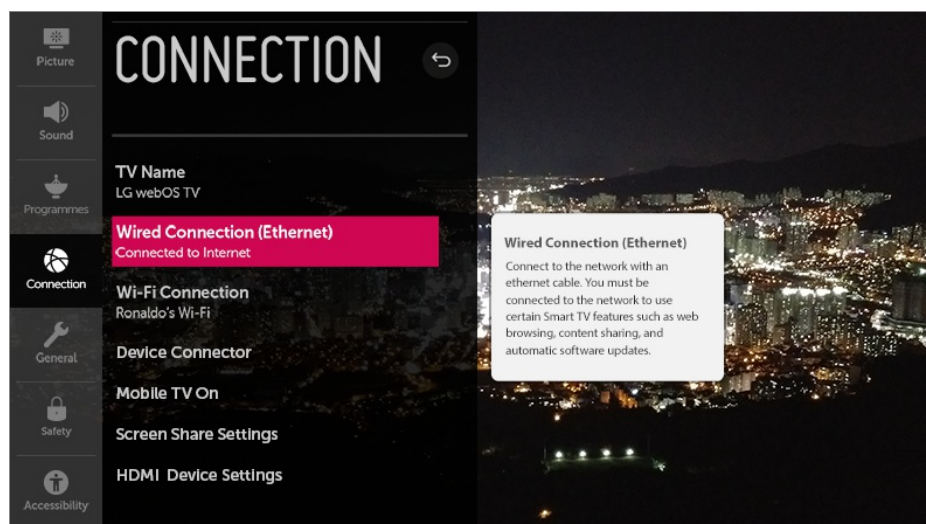 Picture
Sound
Programmes
Connection
General
Safety
Accessibility
CONNECTION
TV Name
LG webOS TV
Wired Connection (Ethernet)
Connected to Internet
Wi-Fi Connection
Ronaldo's Wi-Fi
Device Connector
Mobile TV On
Screen Share Settings
HDMI Device Settings
Wired Connection (Ethernet)
Connect to the network with an
ethernet cable. You must be
connected to the network to use
certain Smart TV features such as web
browsing, content sharing, and
automatic software updates.